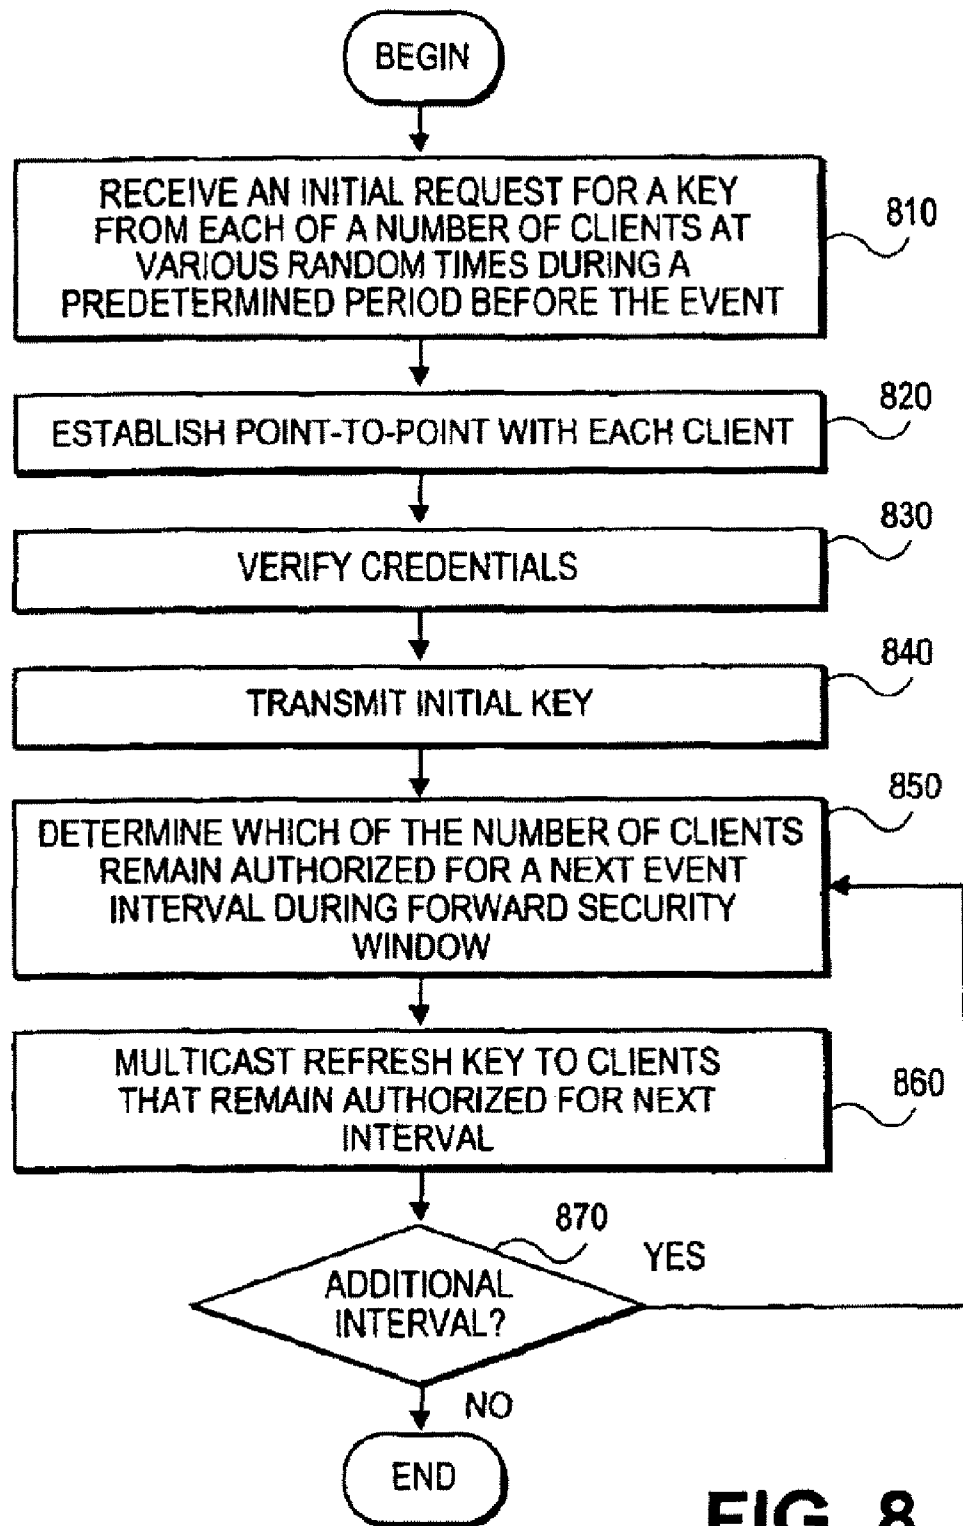 BEGIN
RECEIVE AN INITIAL REQUEST FOR A KEY
FROM EACH OF A NUMBER OF CLIENTS AT
VARIOUS RANDOM TIMES DURING A
PREDETERMINED PERIOD BEFORE THE EVENT
810
820
ESTABLISH POINT-TO-POINT WITH EACH CLIENT
830
VERIFY CREDENTIALS
840
TRANSMIT INITIAL KEY
850
DETERMINE WHICH OF THE NUMBER OF CLIENTS
REMAIN AUTHORIZED FOR A NEXT EVENT
INTERVAL DURING FORWARD SECURITY
WINDOW
MULTICAST REFRESH KEY TO CLIENTS
THAT REMAIN AUTHORIZED FOR NEXT
INTERVAL
860
870
YES
ADDITIONAL
INTERVAL?
NO
END
FIG. 8